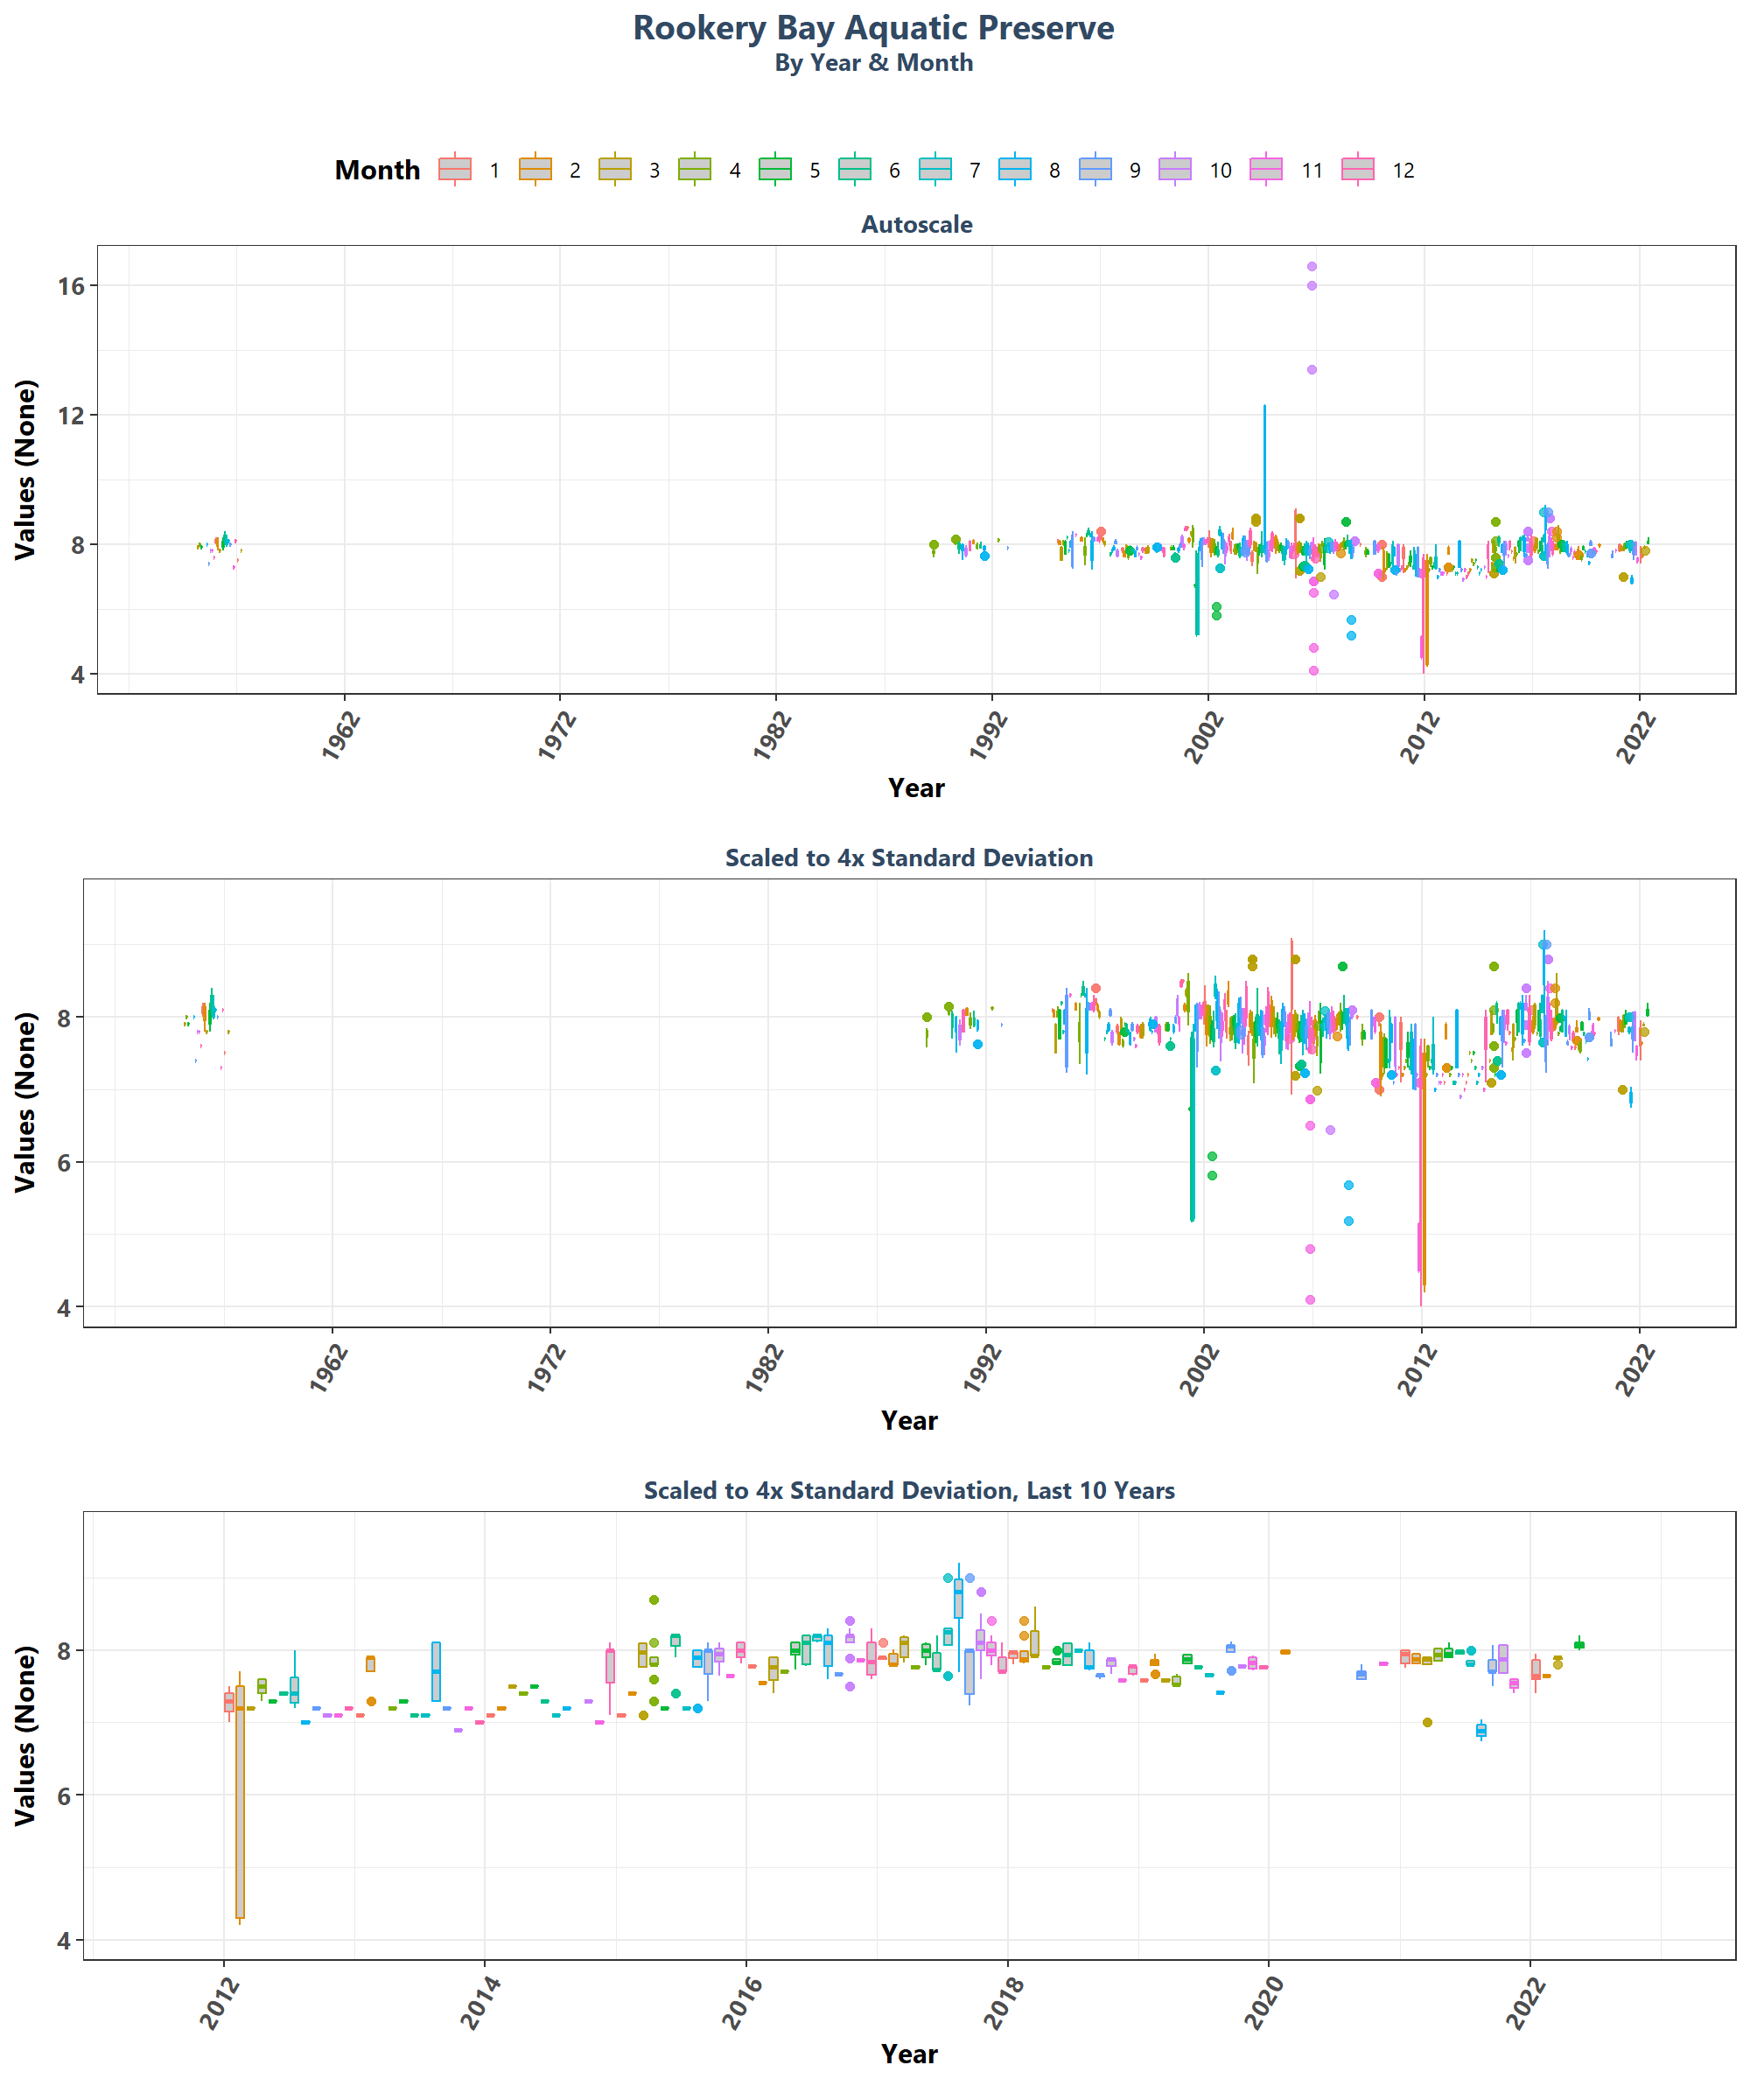 Rookery Bay Aquatic Preserve
By Year & Month
Month 1 2 3 4 5 6 7 8 9 10 11 12
Autoscale
Values (None)
16
12
8
4
1962 1972 1982 1992 2002 2012 2022
Year
Scaled to 4x Standard Deviation
Values (None)
8
6
4
1962 1972 1982 1992 2002 2012 2022
Year
Scaled to 4x Standard Deviation, Last 10 Years
Values (None)
8
6
4
2012 2014 2016 2018 2020 2022
Year